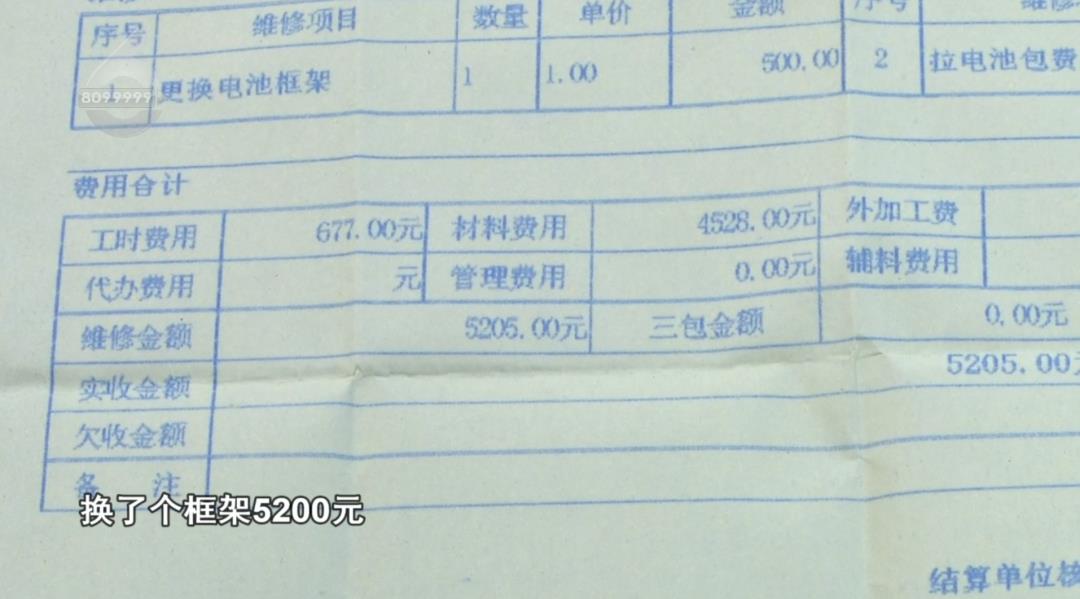 序号 维修项目 数量 单价 金额 序号
更换电池框架 1 1.00 500.00 2 拉电池包费
8099999
费用合计
工时费用 677.00元 材料费用 4528.00元 外加工费
代办费用 元 管理费用 0.00元 辅料费用
维修金额 5205.00元 三包金额 0.00元
实收金额 5205.00
欠收金额
备 注
换了个框架5200元
结算单位